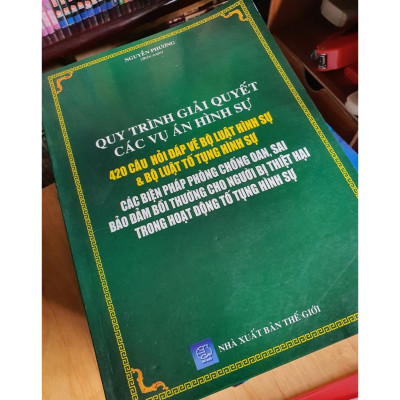 NGUYỄN PHƯƠNG
(Biên soạn)
QUY TRÌNH GIẢI QUYẾT
CÁC VỤ ÁN HÌNH SỰ
420 CÂU HỎI ĐÁP VỀ BỘ LUẬT HÌNH SỰ
& BỘ LUẬT TỐ TỤNG HÌNH SỰ
CÁC BIỆN PHÁP PHÒNG CHỐNG OAN, SAI
BẢO ĐẢM BỒI THƯỜNG CHO NGƯỜI BỊ THIỆT HẠI
TRONG HOẠT ĐỘNG TỐ TỤNG HÌNH SỰ
NHÀ XUẤT BẢN THẾ GIỚI